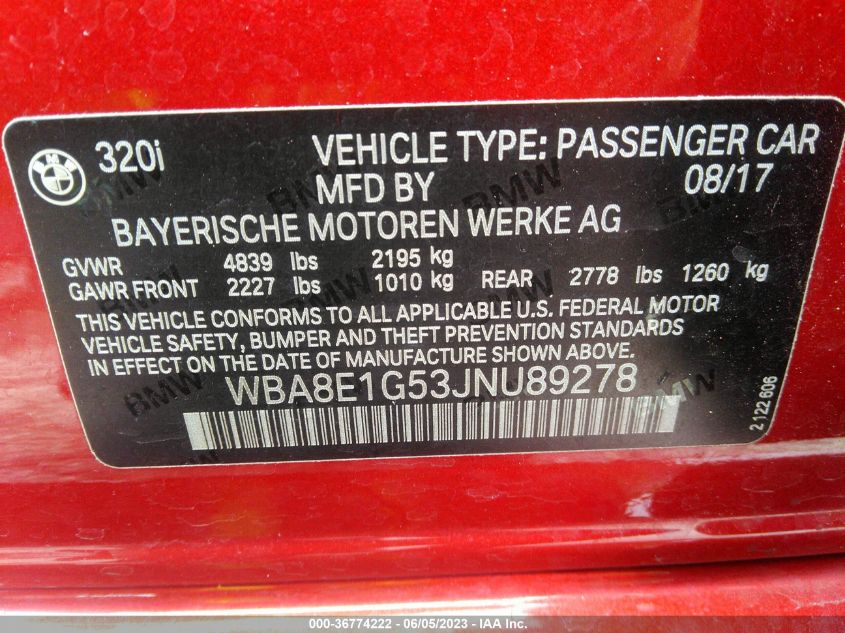 BMW 320i VEHICLE TYPE: PASSENGER CAR
MFD BY 08/17
BAYERISCHE MOTOREN WERKE AG
GVWR 4839 lbs 2195 kg
GAWR FRONT 2227 lbs 1010 kg REAR 2778 lbs 1260 kg
THIS VEHICLE CONFORMS TO ALL APPLICABLE U.S. FEDERAL MOTOR
VEHICLE SAFETY, BUMPER AND THEFT PREVENTION STANDARDS
IN EFFECT ON THE DATE OF MANUFACTURE SHOWN ABOVE.
WBA8E1G53JNU89278
2 122 606
000-36774222 - 06/05/2023 - IAA Inc.